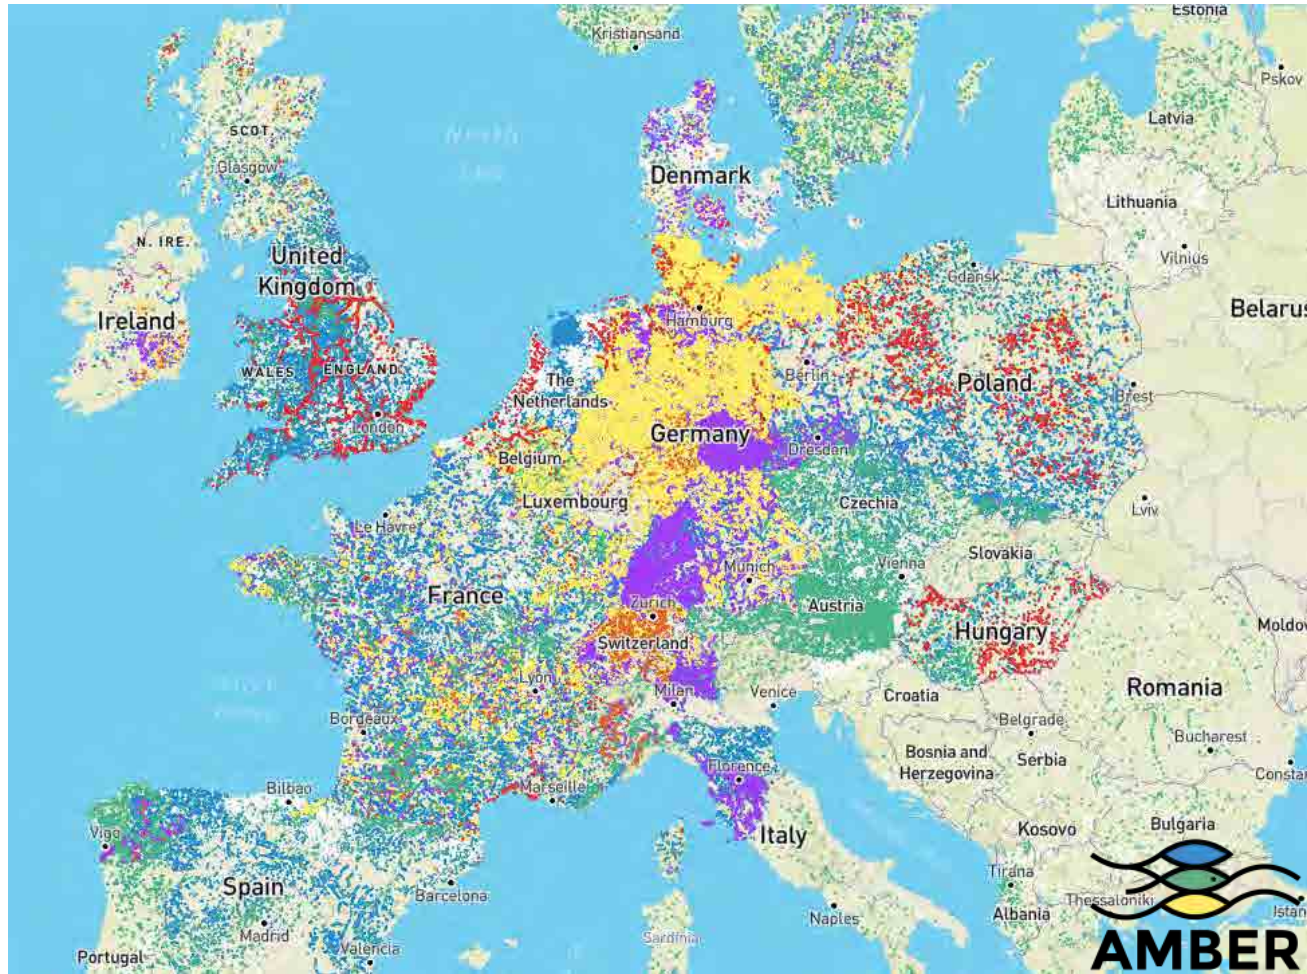 Estonia
Kristiansand
Pskov
SCOT.
Latvia
Glasgow
Denmark
Lithuania
N. IRE.
United
Kingdom
Vilnius
Gdansk
Ireland
Hamburg
Belarus
WALES
ENGLAND
The
Netherlands
Berlin
Poland
Brest
London
Germany
Dresden
Belgium
Luxembourg
Czechia
Lviv
Le Havre
Slovakia
Munich
Vienna
France
Zurich
Austria
Switzerland
Hungary
Moldov
Lyon
Milan
Venice
Croatia
Romania
Bordeaux
Belgrade
Bucharest
Bosnia and
Herzegovina
Serbia
Florence
Constan
Bilbao
Marseille
Vigo
Italy
Kosovo
Bulgaria
Spain
Tirana
Barcelona
Thessaloniki
Istan
Naples
Albania
Sardinia
Madrid
Portugal
Valencia
AMBER